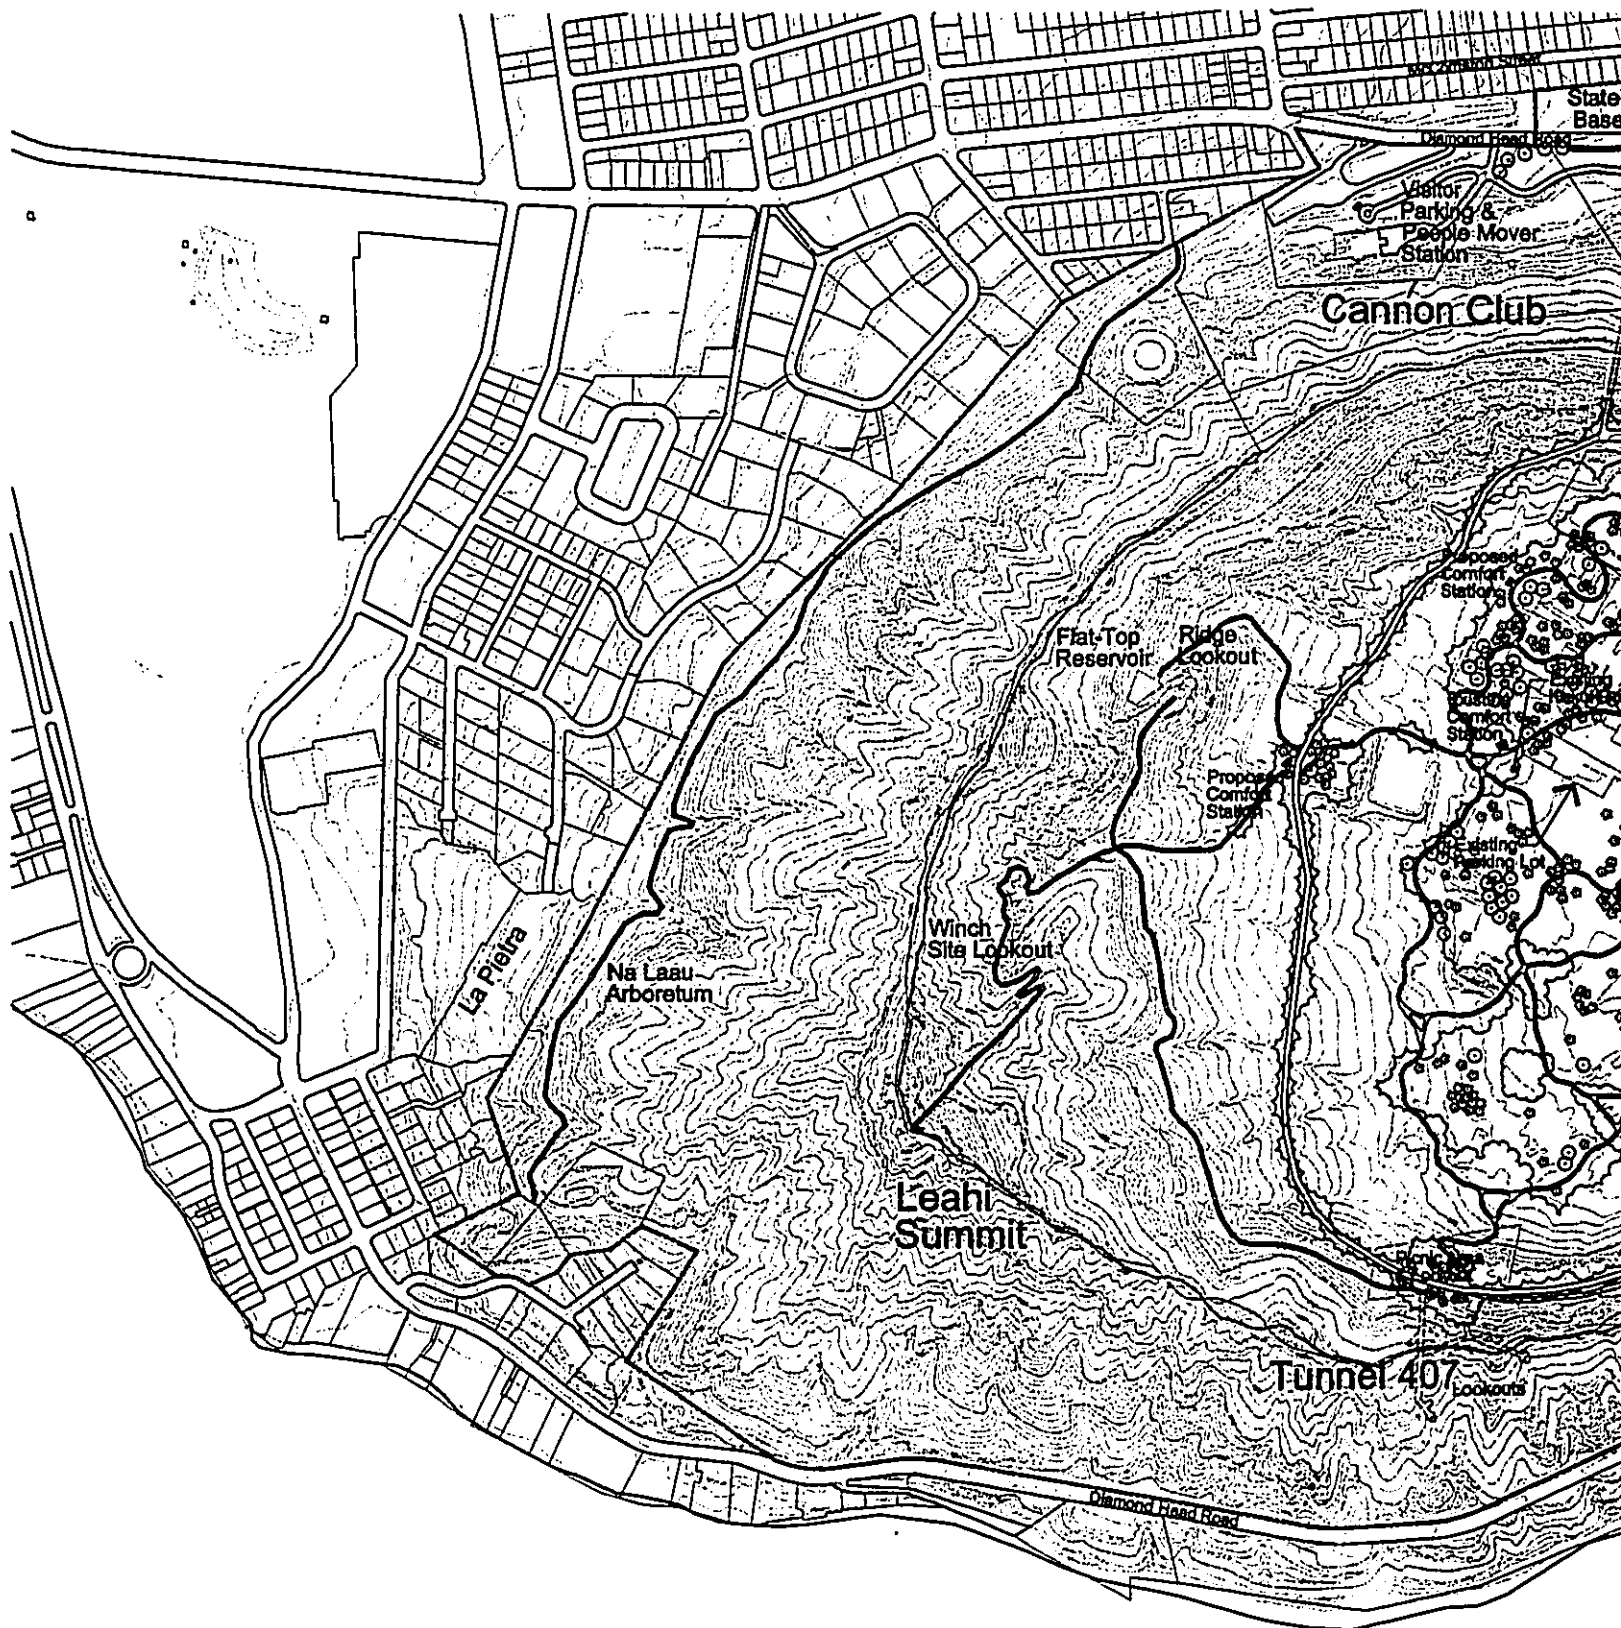 State
Base
Diamond Head Road
Visitor
Parking &
People Mover
Station
Cannon Club
Proposed
Comfort
Station
Flat-Top
Reservoir
Ridge
Lookout
Existing
Comfort
Station
Proposed
Comfort
Station
Existing
Parking Lot
Winch
Site Lookout
La Pietra
Na Laau
Arboretum
Leahi
Summit
Picnic Area
Tunnel 407
Lookouts
Diamond Head Road